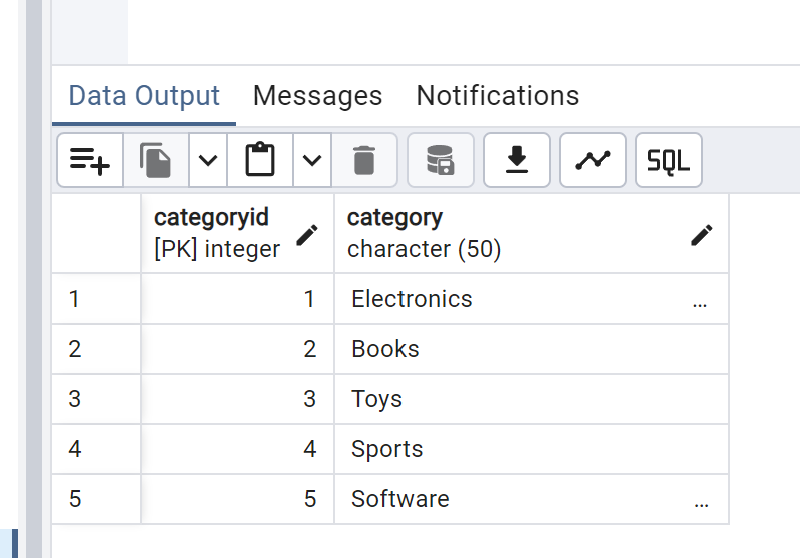 Data Output Messages Notifications
SQL
categoryid category
[PK] integer character (50)
1 1 Electronics ...
2 2 Books
3 3 Toys
4 4 Sports
5 5 Software ...